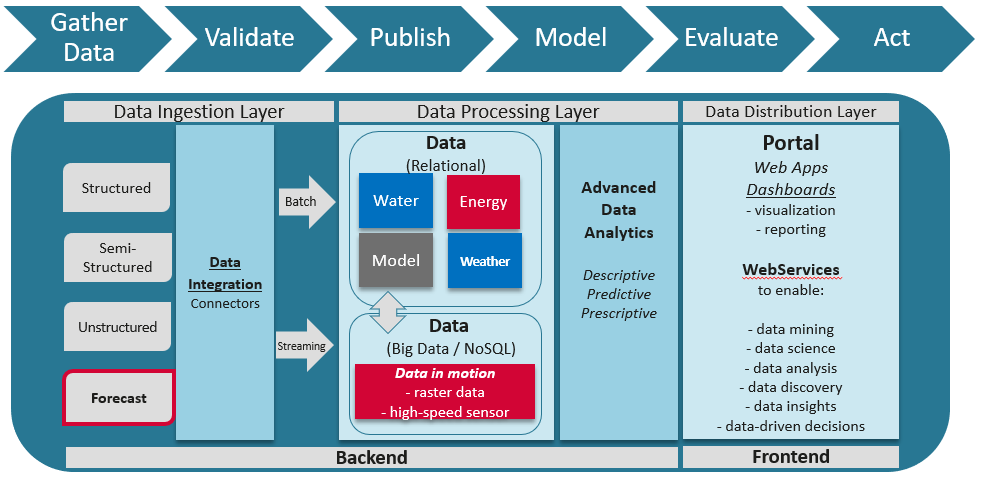 Gather
Data
Validate
Publish
Model
Evaluate
Act
Data Ingestion Layer
Data Processing Layer
Data Distribution Layer
Structured
Semi-
Structured
Unstructured
Forecast
Data
Integration
Connectors
Batch
Streaming
Data
(Relational)
Water
Energy
Model
Weather
Data
(Big Data / NoSQL)
Data in motion
- raster data
- high-speed sensor
Advanced
Data
Analytics
Descriptive
Predictive
Prescriptive
Portal
Web Apps
Dashboards
- visualization
- reporting
WebServices
to enable:
- data mining
- data science
- data analysis
- data discovery
- data insights
- data-driven decisions
Backend
Frontend